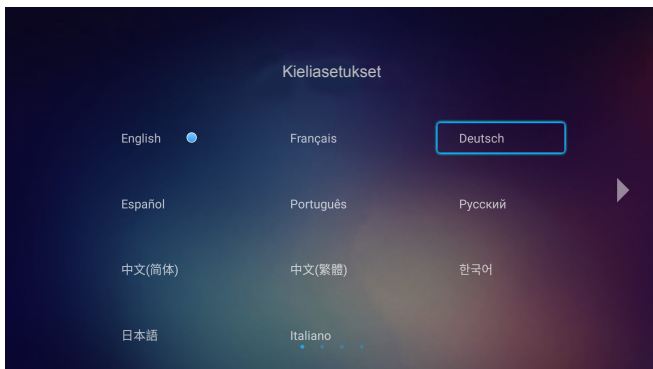 Kieliasetukset
English Français Deutsch
Español Português Русский
中文(简体) 中文(繁體) 한국어
日本語 Italiano